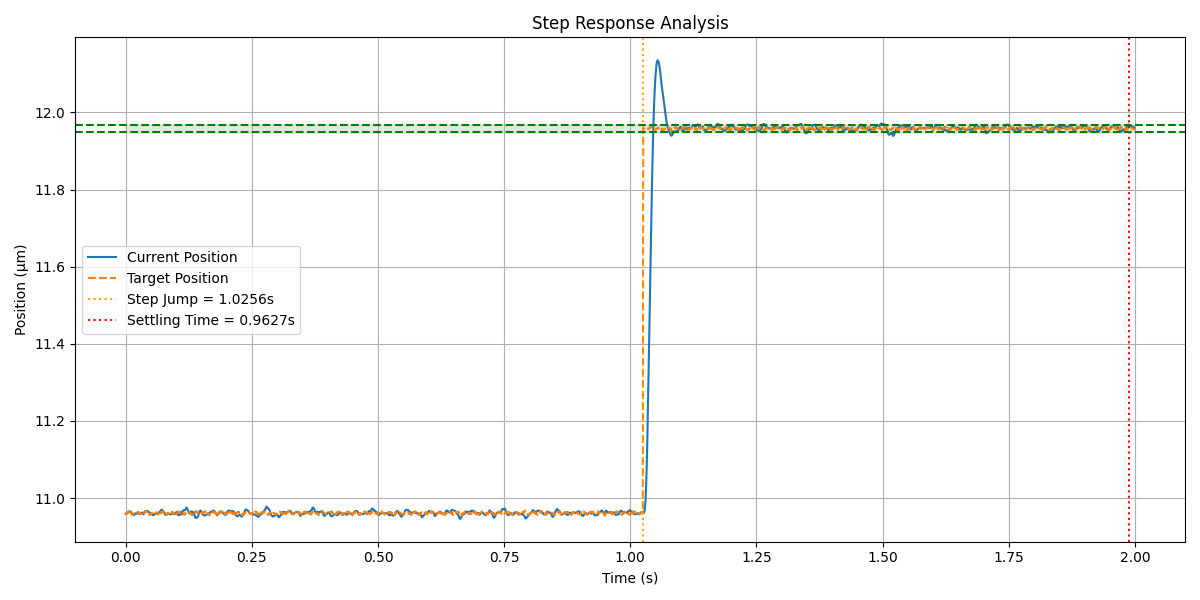 Step Response Analysis
Position (µm)
12.0
11.8
11.6
11.4
11.2
11.0
Current Position
Target Position
Step Jump = 1.0256s
Settling Time = 0.9627s
0.00 0.25 0.50 0.75 1.00 1.25 1.50 1.75 2.00
Time (s)